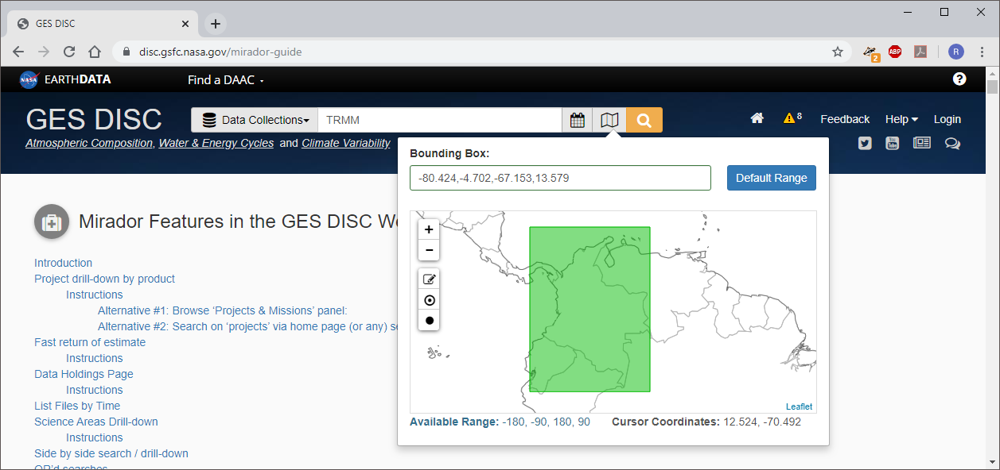 GES DISC
disc.gsfc.nasa.gov/mirador-guide
2
ABP
R
NASA EARTHDATA Find a DAAC
?
GES DISC Data Collections TRMM
8 Feedback Help Login
Atmospheric Composition, Water & Energy Cycles and Climate Variability
You Tube
Bounding Box:
-80.424,-4.702,-67.153,13.579 Default Range
Mirador Features in the GES DISC We
+
−
Introduction
Project drill-down by product
Instructions
Alternative #1: Browse ‘Projects & Missions’ panel:
Alternative #2: Search on ‘projects’ via home page (or any) se
Fast return of estimate
Instructions
Data Holdings Page
Instructions
List Files by Time
Leaflet
Science Areas Drill-down
Available Range: -180, -90, 180, 90 Cursor Coordinates: 12.524, -70.492
Instructions
Side by side search / drill-down
OR'd searches